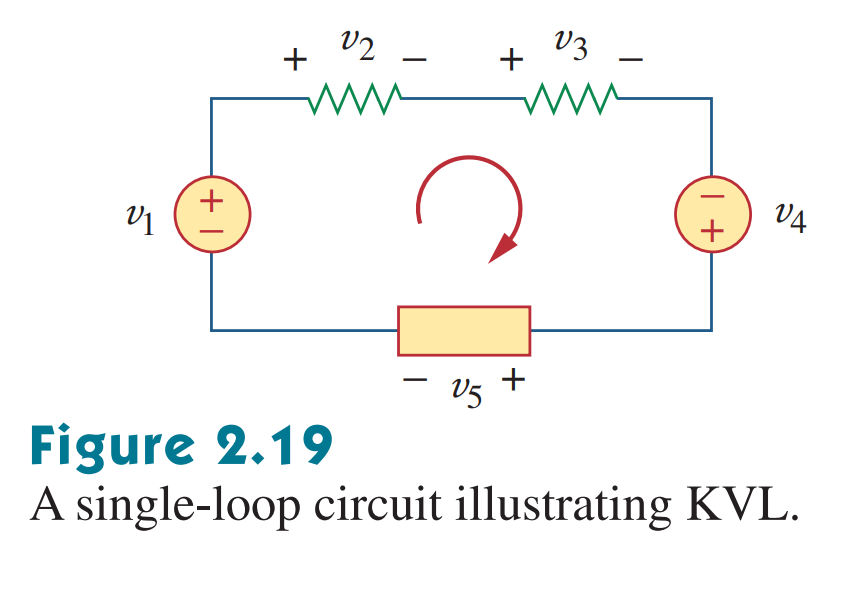 + v2 − + v3 −
v1 + − − + v4
− v5 +
Figure 2.19
A single-loop circuit illustrating KVL.